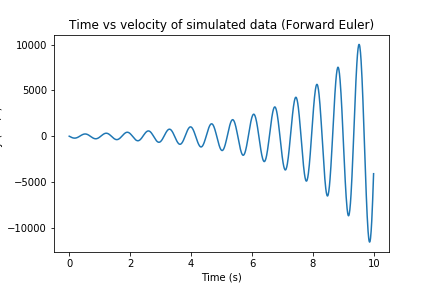 Time vs velocity of simulated data (Forward Euler)
10000
5000
0
−5000
−10000
0 2 4 6 8 10
Time (s)